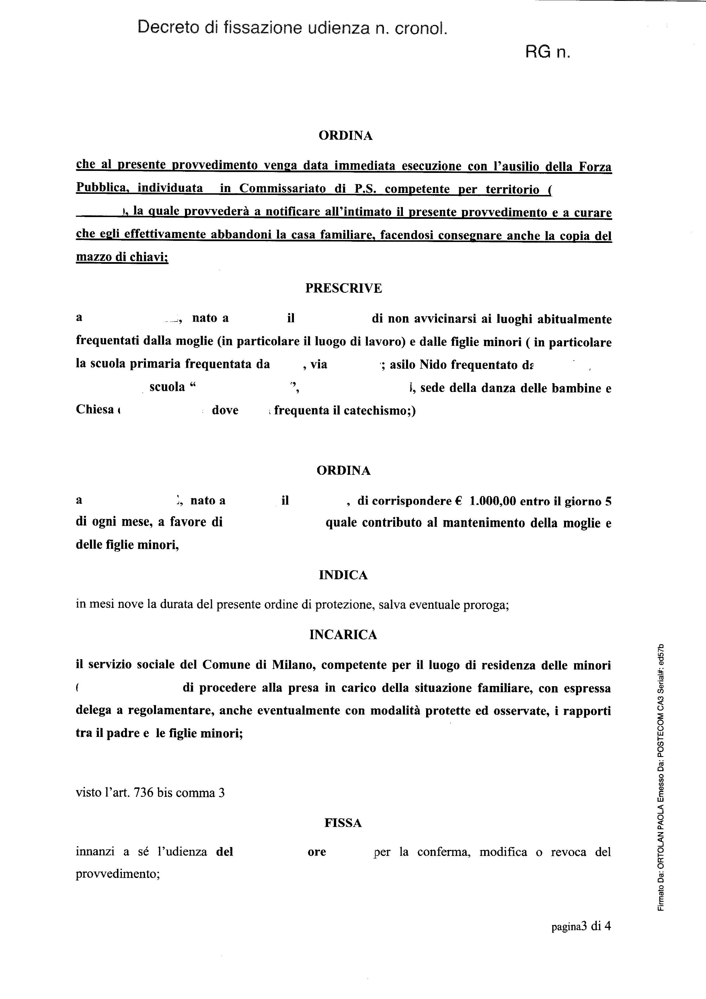 Decreto di fissazione udienza n. cronol.
RG n.
ORDINA
che al presente provvedimento venga data immediata esecuzione con l'ausilio della Forza
Pubblica, individuata in Commissariato di P.S. competente per territorio (
), la quale provvederà a notificare all'intimato il presente provvedimento e a curare
che egli effettivamente abbandoni la casa familiare, facendosi consegnare anche la copia del
mazzo di chiavi;
PRESCRIVE
a , nato a il di non avvicinarsi ai luoghi abitualmente
frequentati dalla moglie (in particolare il luogo di lavoro) e dalle figlie minori ( in particolare
la scuola primaria frequentata da , via ; asilo Nido frequentato da ,
scuola “ ”, , sede della danza delle bambine e
Chiesa dove frequenta il catechismo;)
ORDINA
a , nato a il , di corrispondere € 1.000,00 entro il giorno 5
di ogni mese, a favore di quale contributo al mantenimento della moglie e
delle figlie minori,
INDICA
in mesi nove la durata del presente ordine di protezione, salva eventuale proroga;
INCARICA
il servizio sociale del Comune di Milano, competente per il luogo di residenza delle minori
( di procedere alla presa in carico della situazione familiare, con espressa
delega a regolamentare, anche eventualmente con modalità protette ed osservate, i rapporti
tra il padre e le figlie minori;
visto l'art. 736 bis comma 3
FISSA
innanzi a sé l'udienza del ore per la conferma, modifica o revoca del
provvedimento;
pagina3 di 4
Firmato Da: ORTOLAN PAOLA Emesso Da: POSTECOM CA3 Serial#: ed57b